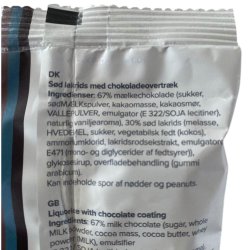 DK
Sød lakrids med chokoladeovertræk
Ingredienser: 67% mælkechokolade (sukker,
sødMÆLKSpulver, kakaomasse, kakaosmør,
VALLEPULVER, emulgator (E 322/SOJA lecitiner),
naturlig vaniljearoma), 30% sød lakrids (melasse,
HVEDEMEL, sukker, vegetabilsk fedt (kokos),
ammoniumklorid, lakridsrodsekstrakt, emulgator:
E471 (mono- og diglycerider af fedtsyrer)),
glykosesirup, overfladebehandling (gummi
arabicum).
Kan indeholde spor af nødder og peanuts.
GB
Liquorice with chocolate coating
Ingredients: 67% milk chocolate (sugar, whole
MILK powder, cocoa mass, cocoa butter, whey
powder (MILK), emulsifier